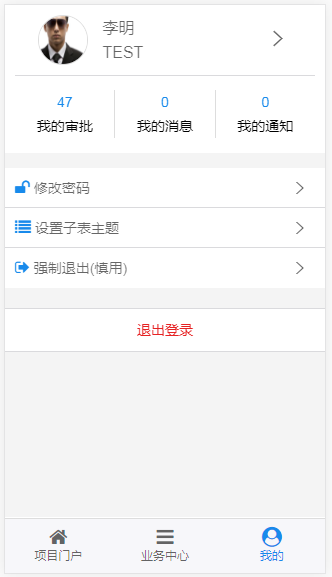 李明
TEST
47 0 0
我的审批 我的消息 我的通知
修改密码
设置子表主题
强制退出(慎用)
退出登录
项目门户 业务中心 我的